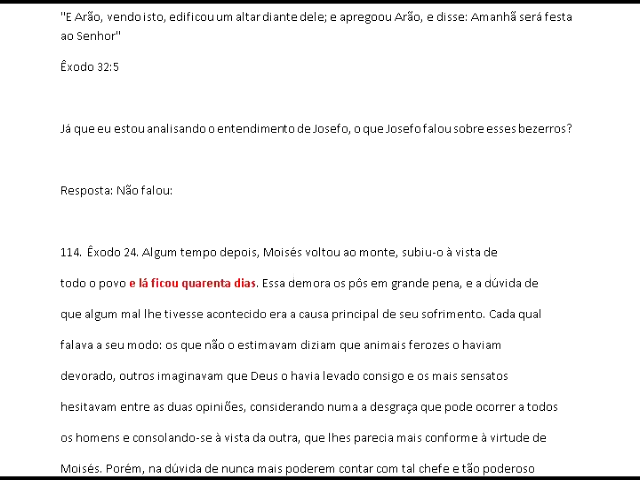 "E Arão, vendo isto, edificou um altar diante dele; e apregoou Arão, e disse: Amanhã será festa
ao Senhor"
Êxodo 32:5
Já que eu estou analisando o entendimento de Josefo, o que Josefo falou sobre esses bezerros?
Resposta: Não falou:
114. Êxodo 24. Algum tempo depois, Moisés voltou ao monte, subiu-o à vista de
todo o povo e lá ficou quarenta dias. Essa demora os pôs em grande pena, e a dúvida de
que algum mal lhe tivesse acontecido era a causa principal de seu sofrimento. Cada qual
falava a seu modo: os que não o estimavam diziam que animais ferozes o haviam
devorado, outros imaginavam que Deus o havia levado consigo e os mais sensatos
hesitavam entre as duas opiniões, considerando numa a desgraça que pode ocorrer a todos
os homens e consolando-se à vista da outra, que lhes parecia mais conforme à virtude de
Moisés. Porém, na dúvida de nunca mais poderem contar com tal chefe e tão poderoso